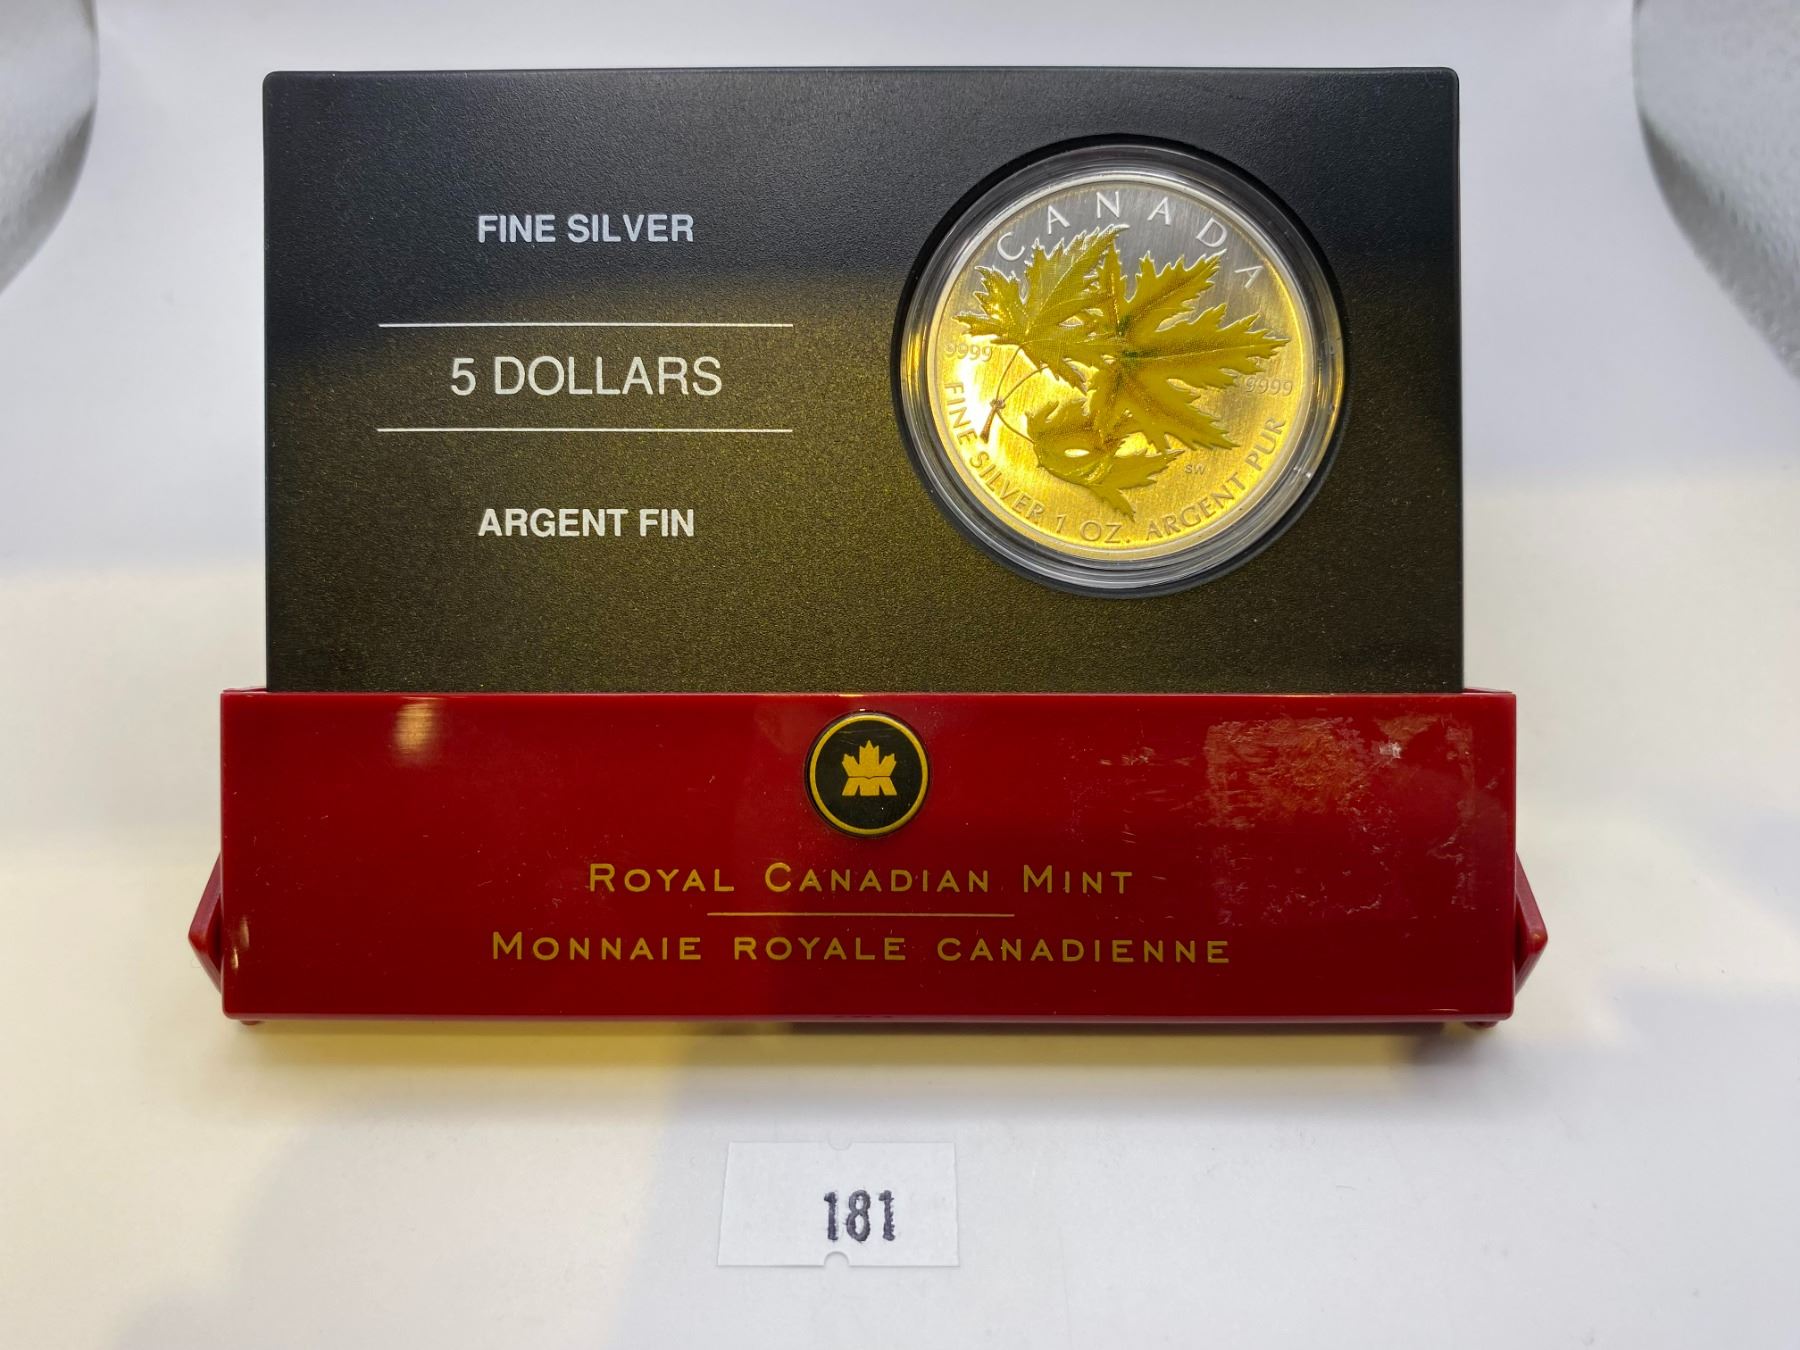 FINE SILVER
5 DOLLARS
ARGENT FIN
CANADA
9999
9999
SW
FINE SILVER 1 OZ. ARGENT PUR
ROYAL CANADIAN MINT
MONNAIE ROYALE CANADIENNE
181